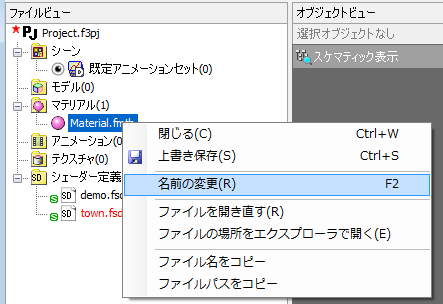 ファイルビュー
オブジェクトビュー
Project.f3pj
選択オブジェクトなし
シーン
スケマティック表示
既定アニメーションセット(0)
モデル(0)
マテリアル(1)
Material.fmtb
閉じる(C) Ctrl+W
アニメーション(0)
上書き保存(S) Ctrl+S
テクスチャ(0)
シェーダー定義
名前の変更(R) F2
demo.fsd
town.fsd
ファイルを開き直す(R)
ファイルの場所をエクスプローラで開く(E)
ファイル名をコピー
ファイルパスをコピー